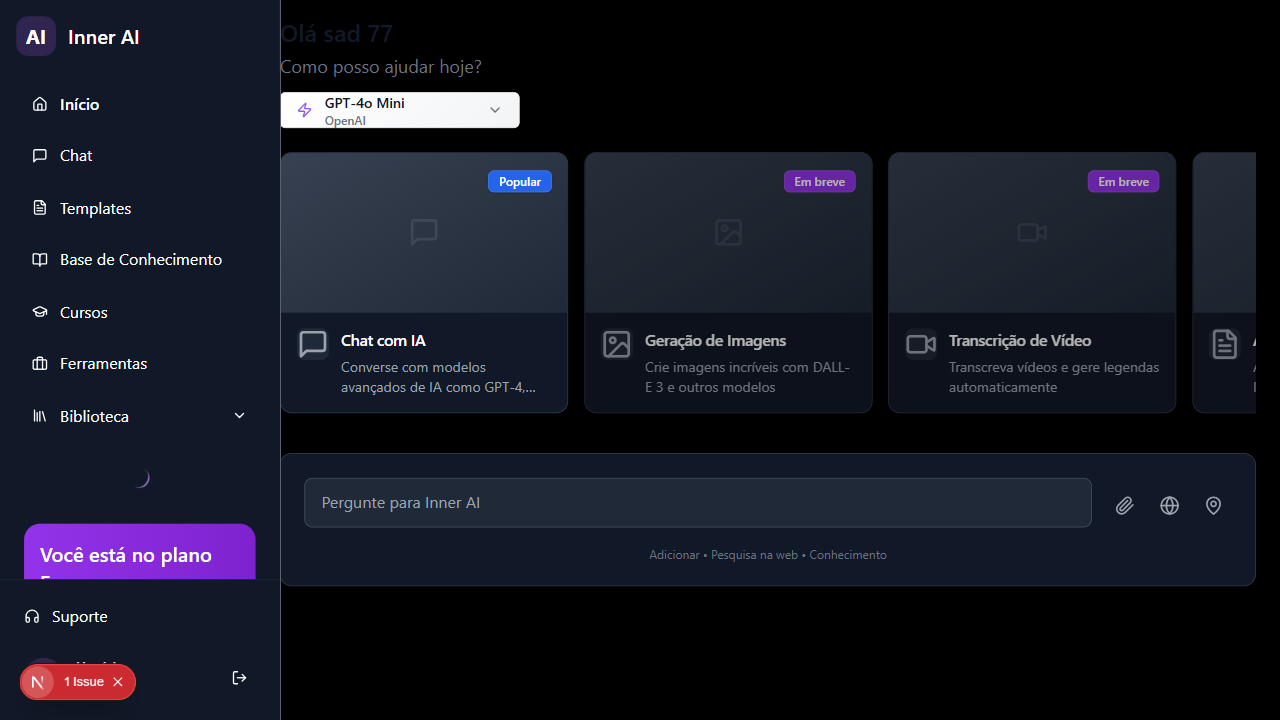 AI Inner AI
Início
Chat
Templates
Base de Conhecimento
Cursos
Ferramentas
Biblioteca
Você está no plano
Suporte
N 1 Issue
Olá sad 77
Como posso ajudar hoje?
GPT-4o Mini
OpenAI
Popular
Chat com IA
Converse com modelos
avançados de IA como GPT-4,...
Em breve
Geração de Imagens
Crie imagens incríveis com DALL-
E 3 e outros modelos
Em breve
Transcrição de Vídeo
Transcreva vídeos e gere legendas
automaticamente
Pergunte para Inner AI
Adicionar • Pesquisa na web • Conhecimento